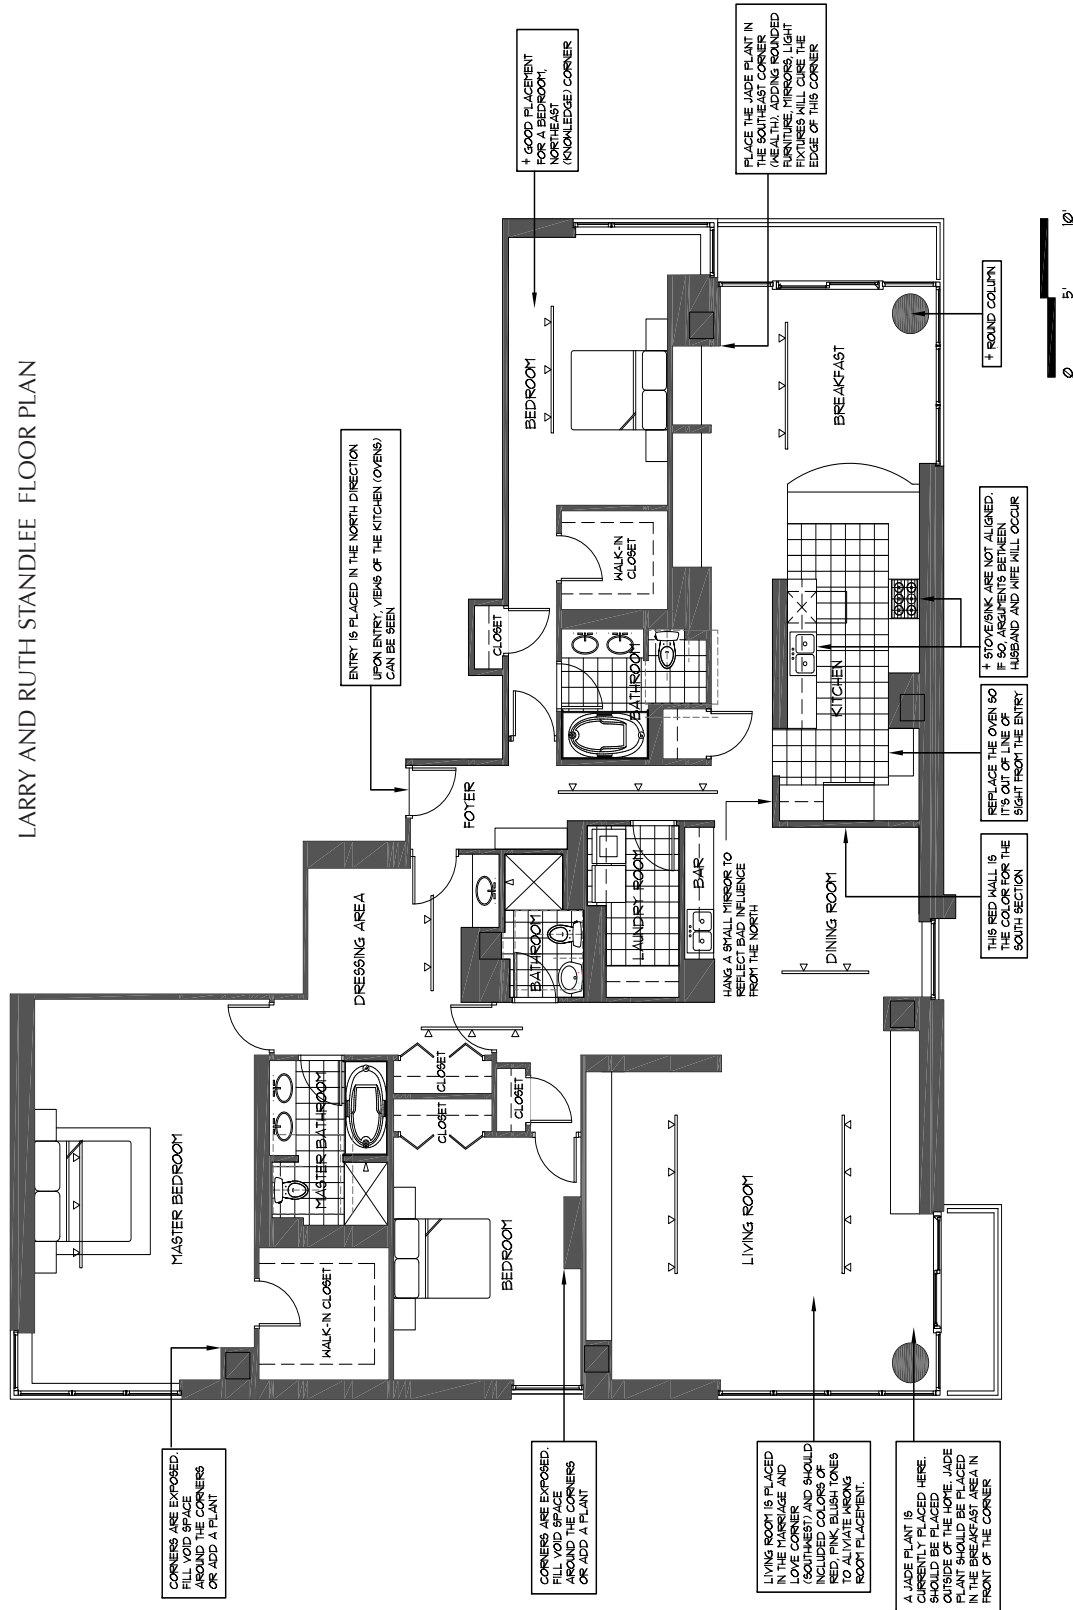 LARRY AND RUTH STANDLEE FLOOR PLAN
CORNERS ARE EXPOSED.
FILL VOID SPACE
AROUND THE CORNERS
OR ADD A PLANT
ENTRY IS PLACED IN THE NORTH DIRECTION
UPON ENTRY, VIEWS OF THE KITCHEN (OVENS)
CAN BE SEEN
+ GOOD PLACEMENT
FOR A BEDROOM,
NORTHEAST
(KNOWLEDGE) CORNER
MASTER BEDROOM
WALK-IN CLOSET
MASTER BATHROOM
DRESSING AREA
FOYER
CLOSET
BEDROOM
CLOSET
CLOSET
CLOSET
BEDROOM
BATHROOM
LAUNDRY ROOM
BATHROOM
WALK-IN
CLOSET
BAR
CORNERS ARE EXPOSED.
FILL VOID SPACE
AROUND THE CORNERS
OR ADD A PLANT
PLACE THE JADE PLANT IN
THE SOUTHEAST CORNER
(WEALTH). ADDING ROUNDED
FURNITURE, MIRRORS, LIGHT
FIXTURES WILL CURE THE
EDGE OF THIS CORNER
HANG A SMALL MIRROR TO
REFLECT BAD INFLUENCE
FROM THE NORTH
LIVING ROOM
DINING ROOM
KITCHEN
BREAKFAST
LIVING ROOM IS PLACED
IN THE MARRIAGE AND
LOVE CORNER
(SOUTHWEST) AND SHOULD
INCLUDED COLORS OF
RED, PINK, BLUSH TONES
TO ALIVIATE WRONG
ROOM PLACEMENT.
A JADE PLANT IS
CURRENTLY PLACED HERE.
SHOULD BE PLACED
OUTSIDE OF THE HOME. JADE
PLANT SHOULD BE PLACED
IN THE BREAKFAST AREA IN
FRONT OF THE CORNER
THIS RED WALL IS
THE COLOR FOR THE
SOUTH SECTION
REPLACE THE OVEN SO
IT'S OUT OF LINE OF
SIGHT FROM THE ENTRY
+ STOVE/SINK ARE NOT ALIGNED.
IF SO, ARGUMENTS BETWEEN
HUSBAND AND WIFE WILL OCCUR
+ ROUND COLUMN
0 5' 10'